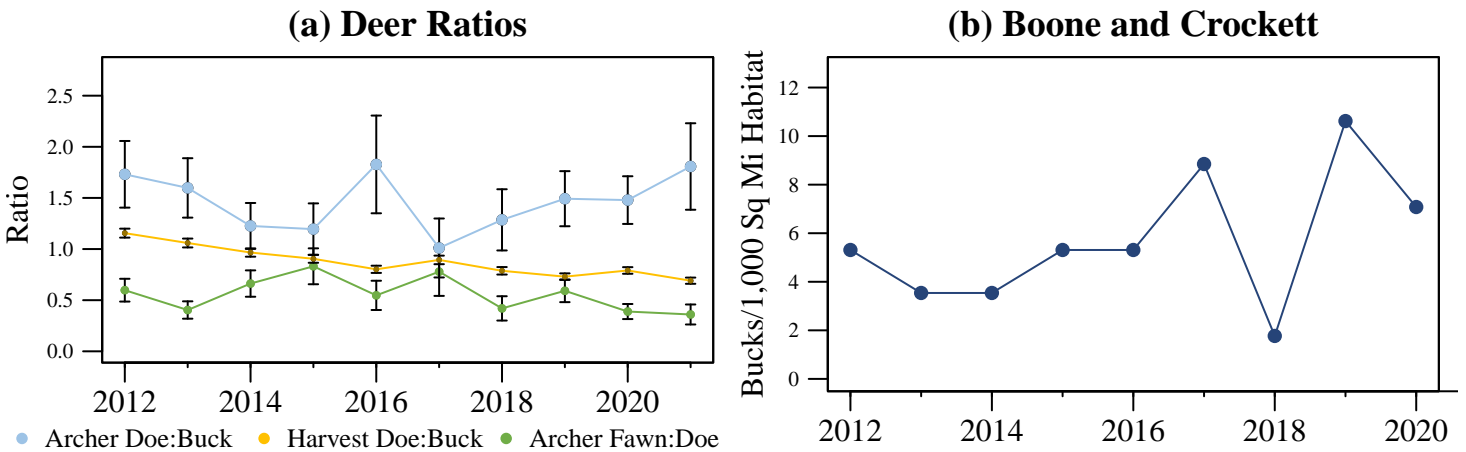 (a) Deer Ratios
Ratio
2.5
2.0
1.5
1.0
0.5
0.0
2012 2014 2016 2018 2020
Archer Doe:Buck Harvest Doe:Buck Archer Fawn:Doe
(b) Boone and Crockett
Bucks/1,000 Sq Mi Habitat
12
10
8
6
4
2
0
2012 2014 2016 2018 2020